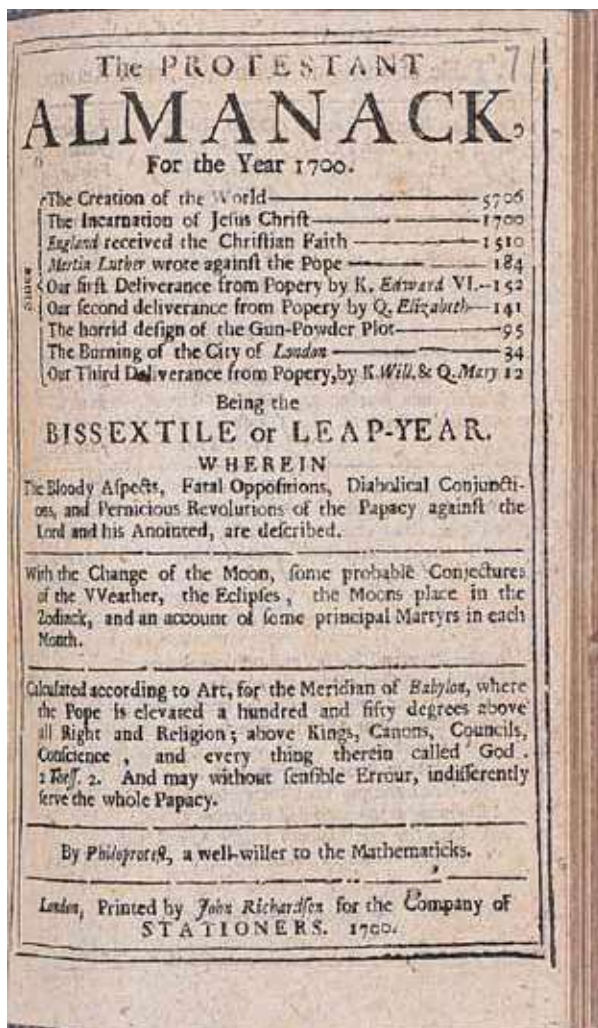 The PROTESTANT 7
ALMANACK,
For the Year 1700.
Since
The Creation of the World 5706
The Incarnation of Jeſus Chriſt 1700
England received the Chriſtian Faith 1510
Martin Luther wrote againſt the Pope 184
Our firſt Deliverance from Popery by K. Edward VI. 152
Our ſecond deliverance from Popery by Q. Elizabeth 141
The horrid deſign of the Gun-Powder Plot 95
The Burning of the City of London 34
Our Third Deliverance from Popery, by K. Will. & Q. Mary 12
Being the
BISSEXTILE or LEAP-YEAR.
WHEREIN
The Bloody Aſpects, Fatal Oppoſitions, Diabolical Conjuncti-
ons, and Pernicious Revolutions of the Papacy againſt the
Lord and his Anointed, are deſcribed.
With the Change of the Moon, ſome probable Conjectures
of the VVeather, the Eclipſes, the Moons place in the
Zodiack, and an account of ſome principal Martyrs in each
Month.
Calculated according to Art, for the Meridian of Babylon, where
the Pope is elevated a hundred and fifty degrees above
all Right and Religion; above Kings, Canons, Councils,
Conſcience, and every thing therein called God.
2 Theſſ. 2. And may without ſenſible Errour, indifferently
ſerve the whole Papacy.
By Philoproteſt, a well-willer to the Mathematicks.
London, Printed by John Richardſon for the Company of
STATIONERS. 1700.